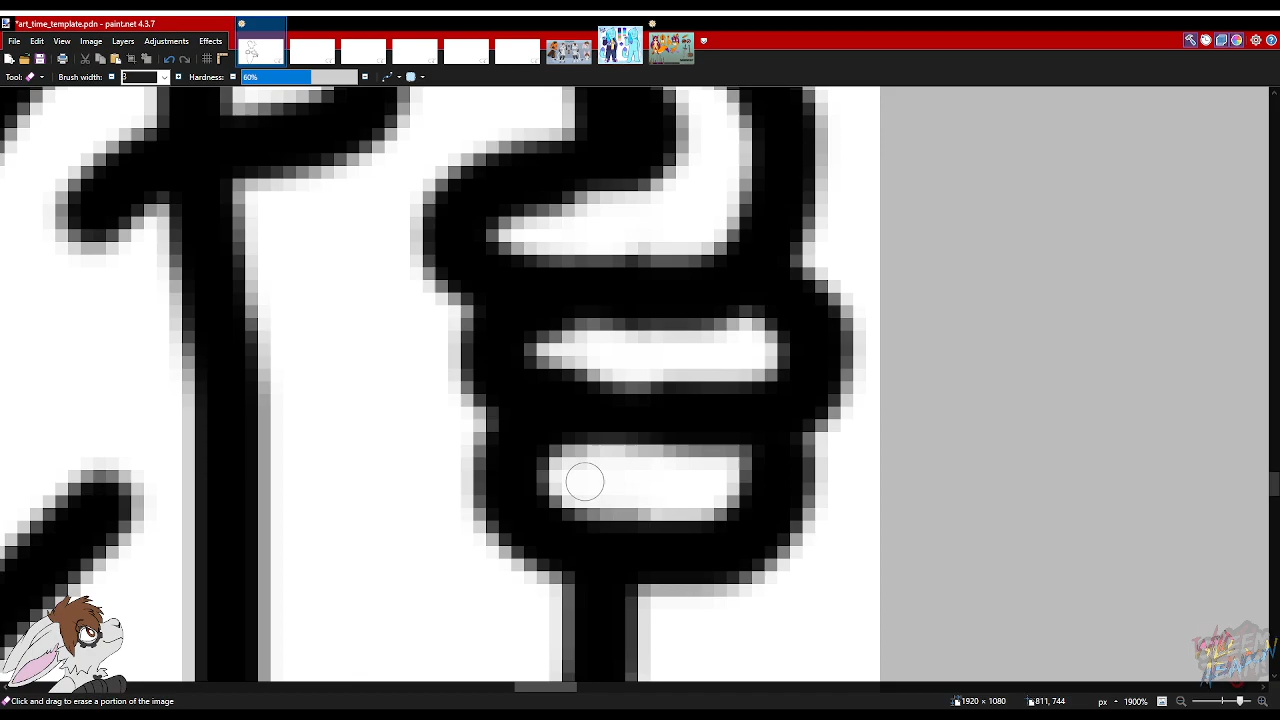 *art_time_template.pdn - paint.net 4.3.7
File Edit View Image Layers Adjustments Effects
Tool: Brush width: 3 Hardness: 60%
Click and drag to erase a portion of the image 1920 × 1080 811, 744 px 1900%